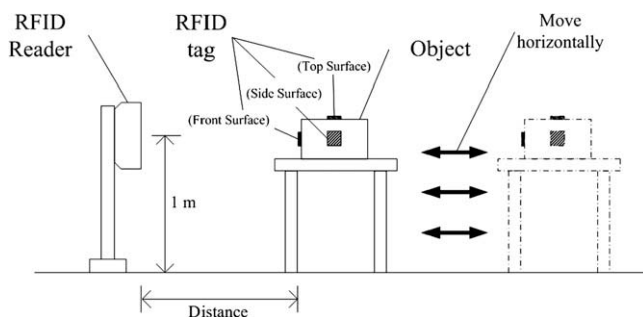 RFID
Reader
RFID
tag
Object
Move
horizontally
(Top Surface)
(Side Surface)
(Front Surface)
1 m
Distance